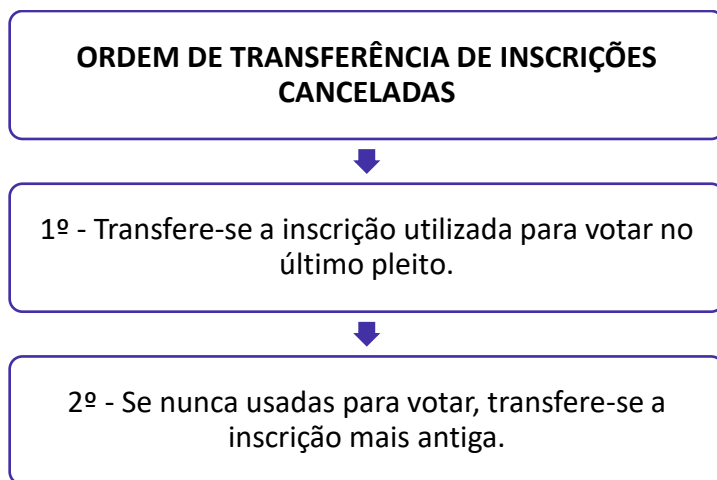 ORDEM DE TRANSFERÊNCIA DE INSCRIÇÕES
CANCELADAS
1º - Transfere-se a inscrição utilizada para votar no
último pleito.
2º - Se nunca usadas para votar, transfere-se a
inscrição mais antiga.